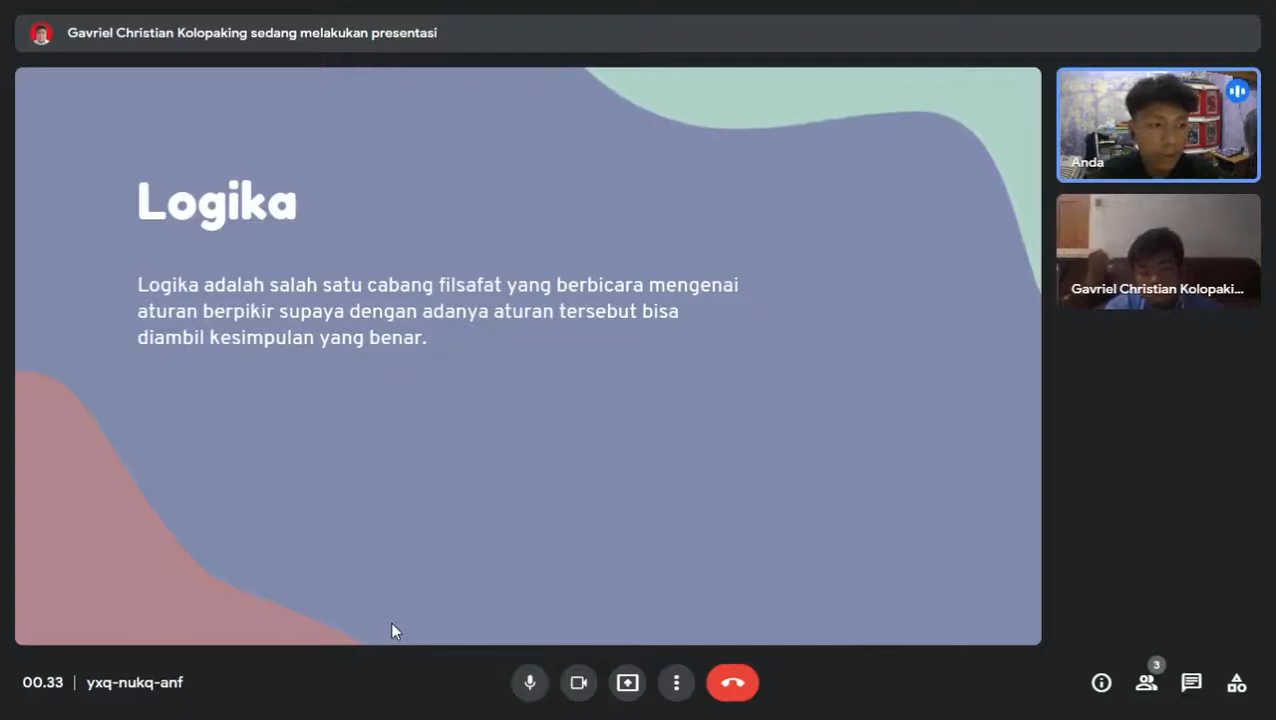 Gavriel Christian Kolopaking sedang melakukan presentasi
Logika
Logika adalah salah satu cabang filsafat yang berbicara mengenai
aturan berpikir supaya dengan adanya aturan tersebut bisa
diambil kesimpulan yang benar.
Anda
Gavriel Christian Kolopaki...
00.33 | yxq-nukq-anf
3